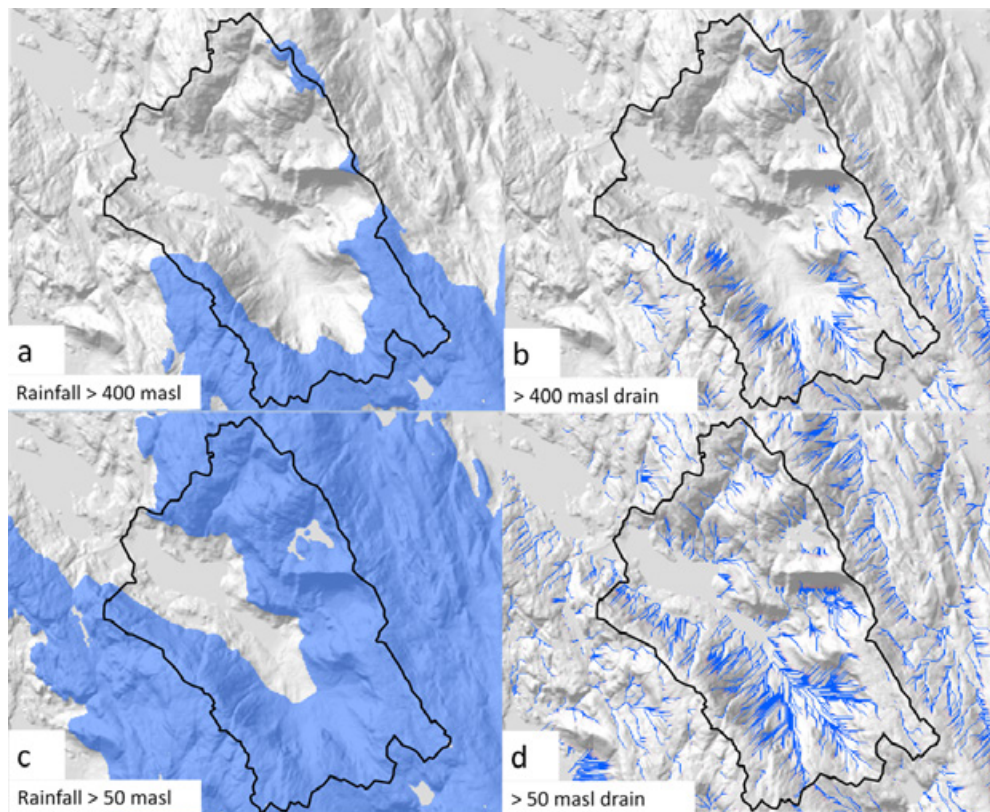 a
Rainfall > 400 masl
b
> 400 masl drain
c
Rainfall > 50 masl
d
> 50 masl drain